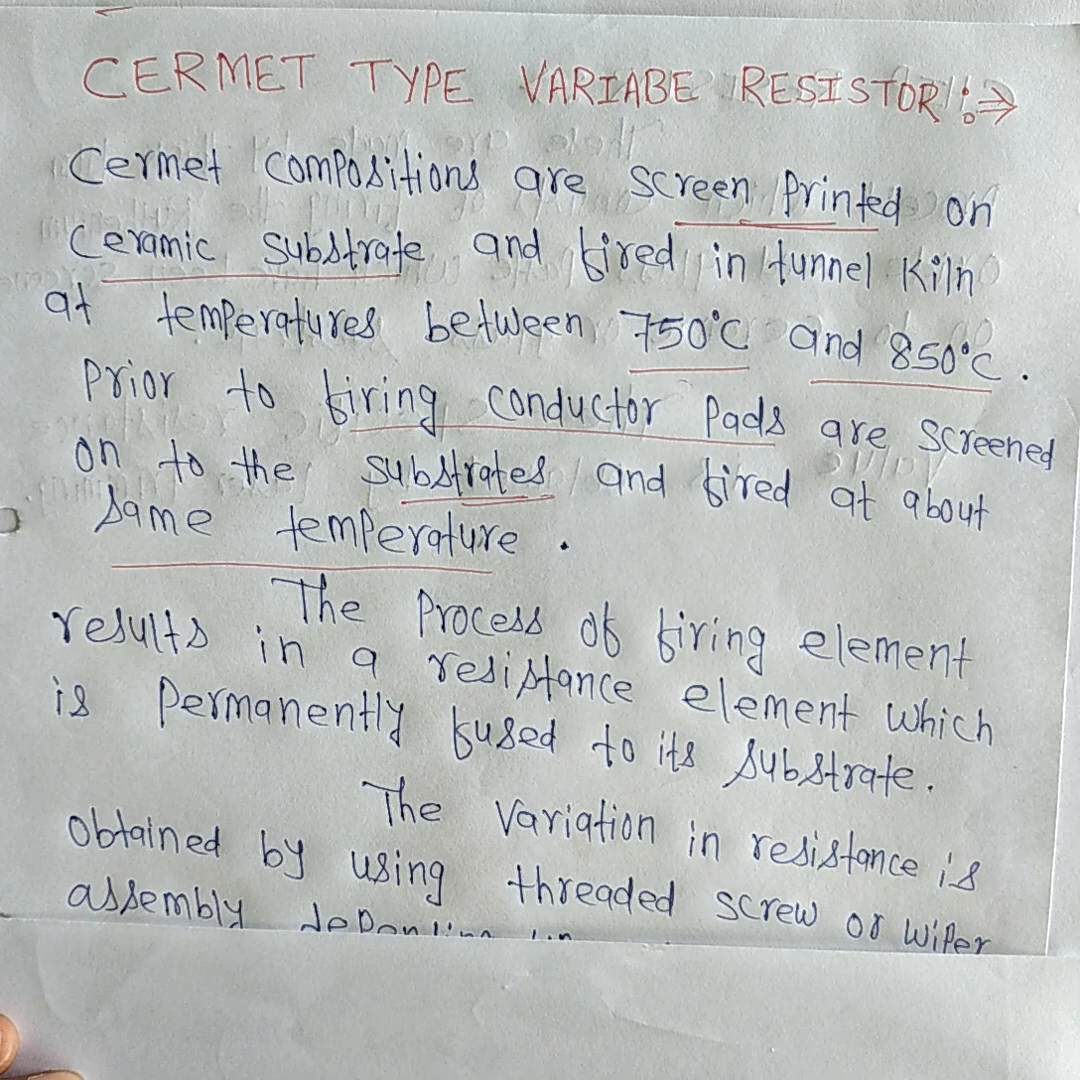 CERMET TYPE VARIABE RESISTOR :⇒
Cermet compositions are screen printed on
ceramic substrate and fired in tunnel kiln
at temperatures between 750°C and 850°C.
Prior to firing conductor pads are screened
on to the substrates and fired at about
same temperature.
The process of firing element
results in a resistance element which
is permanently fused to its substrate.
The variation in resistance is
obtained by using threaded screw or wiper
assembly